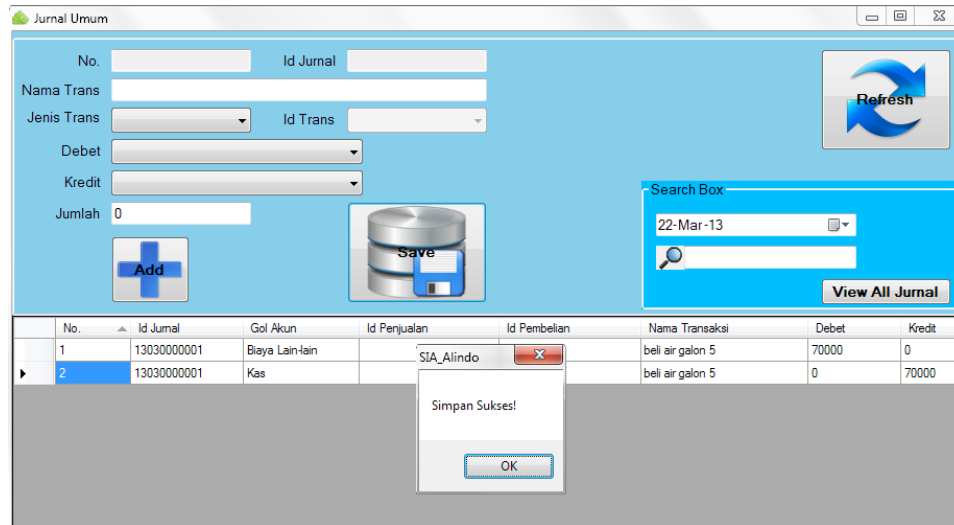 Jurnal Umum
No. Id Jurnal
Nama Trans
Refresh
Jenis Trans Id Trans
Debet
Kredit
Search Box
Jumlah 0
22-Mar-13
Save
Add
View All Jurnal
No. Id Jurnal Gol Akun Id Penjualan Id Pembelian Nama Transaksi Debet Kredit
1 13030000001 Biaya Lain-lain beli air galon 5 70000 0
2 13030000001 Kas beli air galon 5 0 70000
SIA_Alindo
Simpan Sukses!
OK